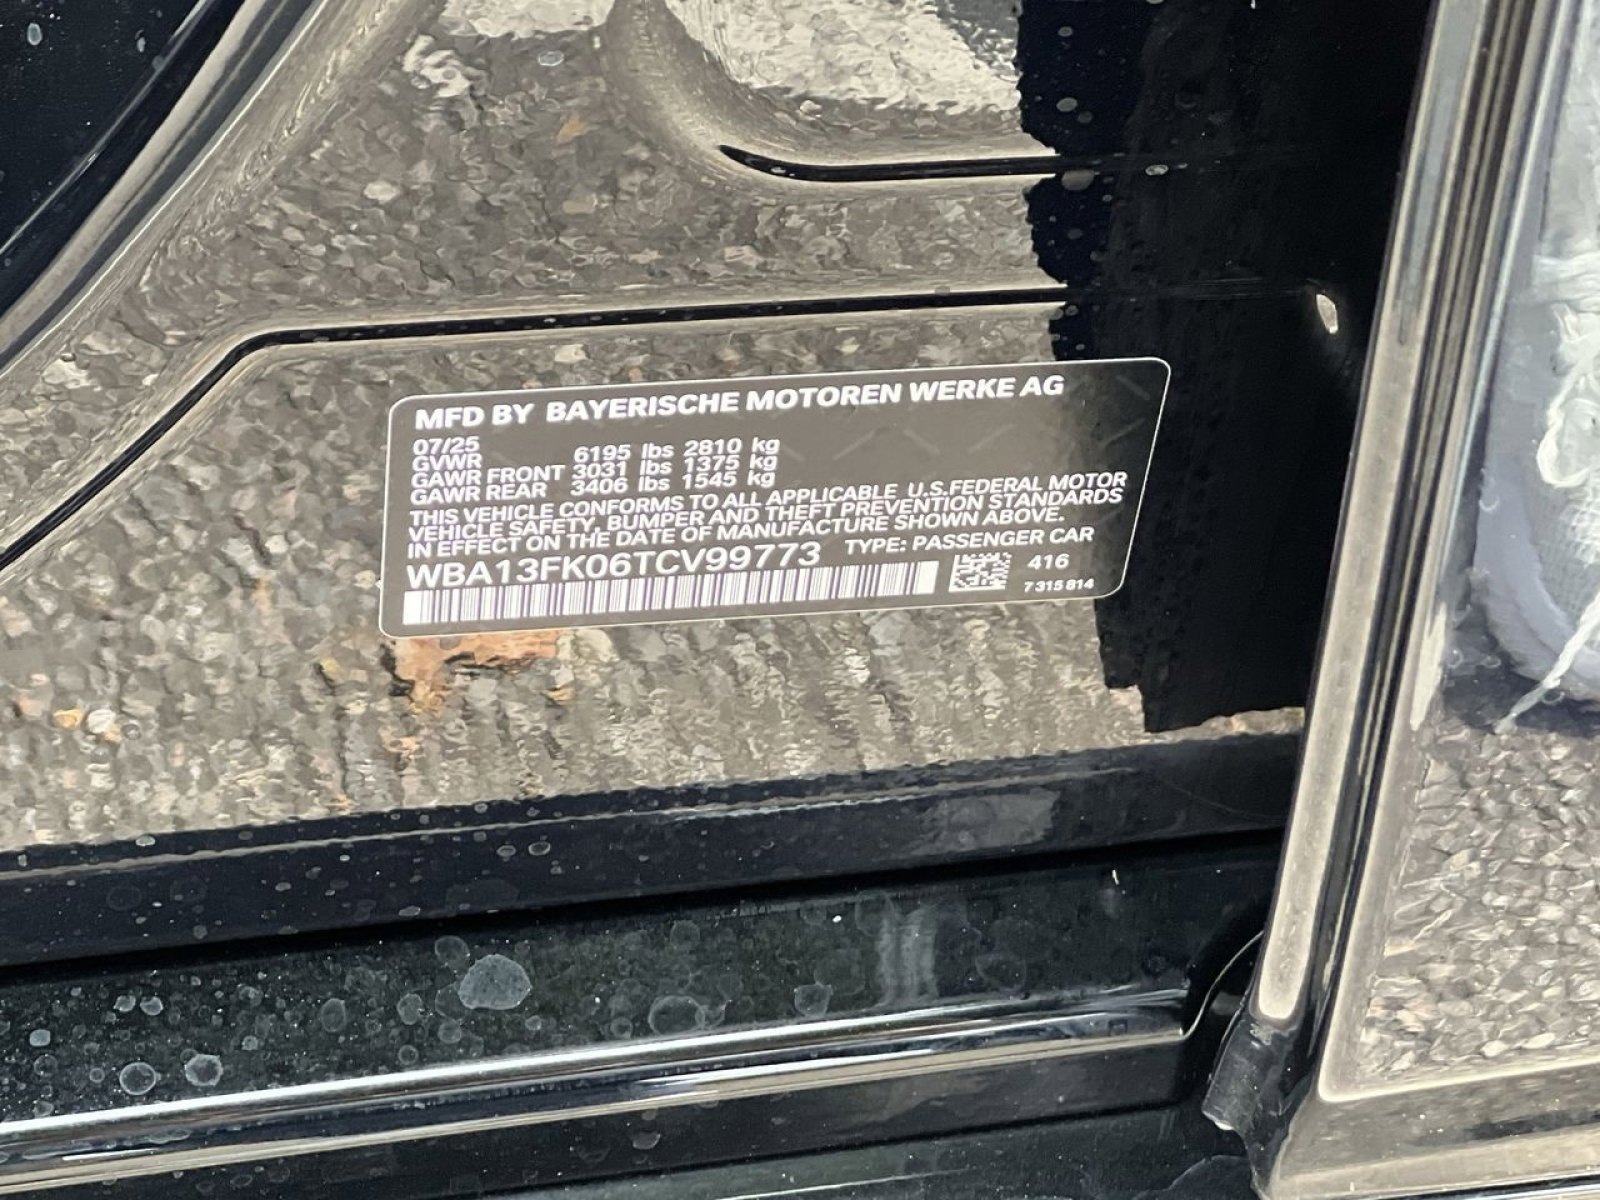 MFD BY BAYERISCHE MOTOREN WERKE AG
07/25
GVWR 6195 lbs 2810 kg
GAWR FRONT 3031 lbs 1375 kg
GAWR REAR 3406 lbs 1545 kg
THIS VEHICLE CONFORMS TO ALL APPLICABLE U.S.FEDERAL MOTOR
VEHICLE SAFETY, BUMPER AND THEFT PREVENTION STANDARDS
IN EFFECT ON THE DATE OF MANUFACTURE SHOWN ABOVE.
WBA13FK06TCV99773 TYPE: PASSENGER CAR
416
7 315 814